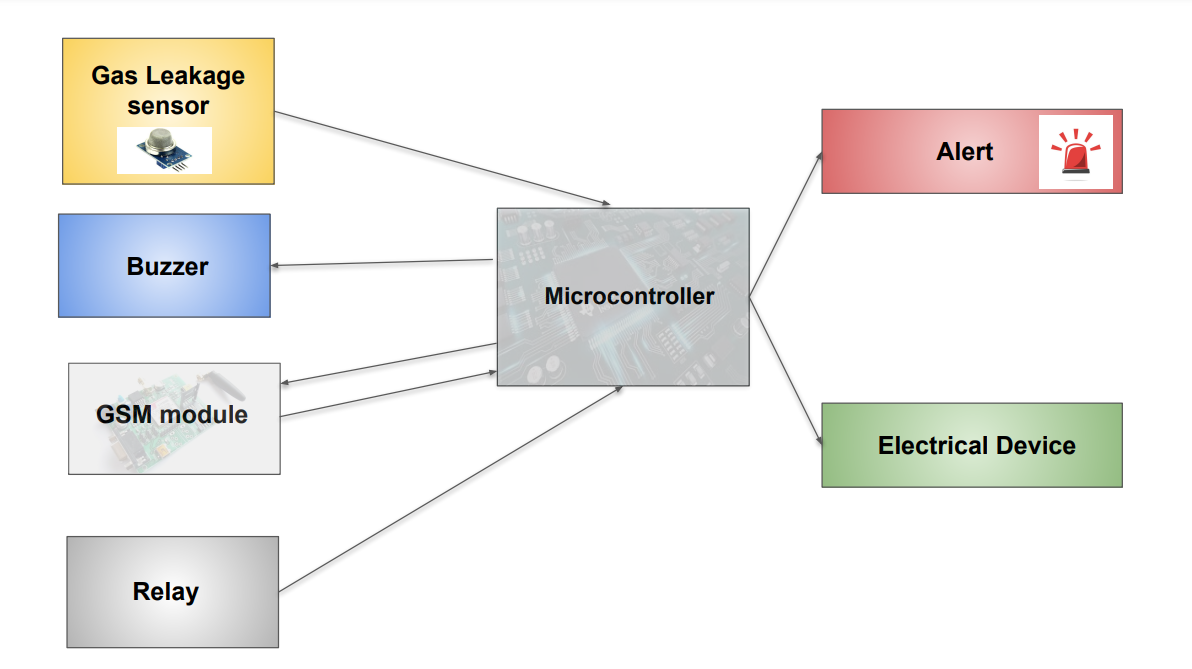 Gas Leakage
sensor
Buzzer
GSM module
Relay
Microcontroller
Alert
Electrical Device